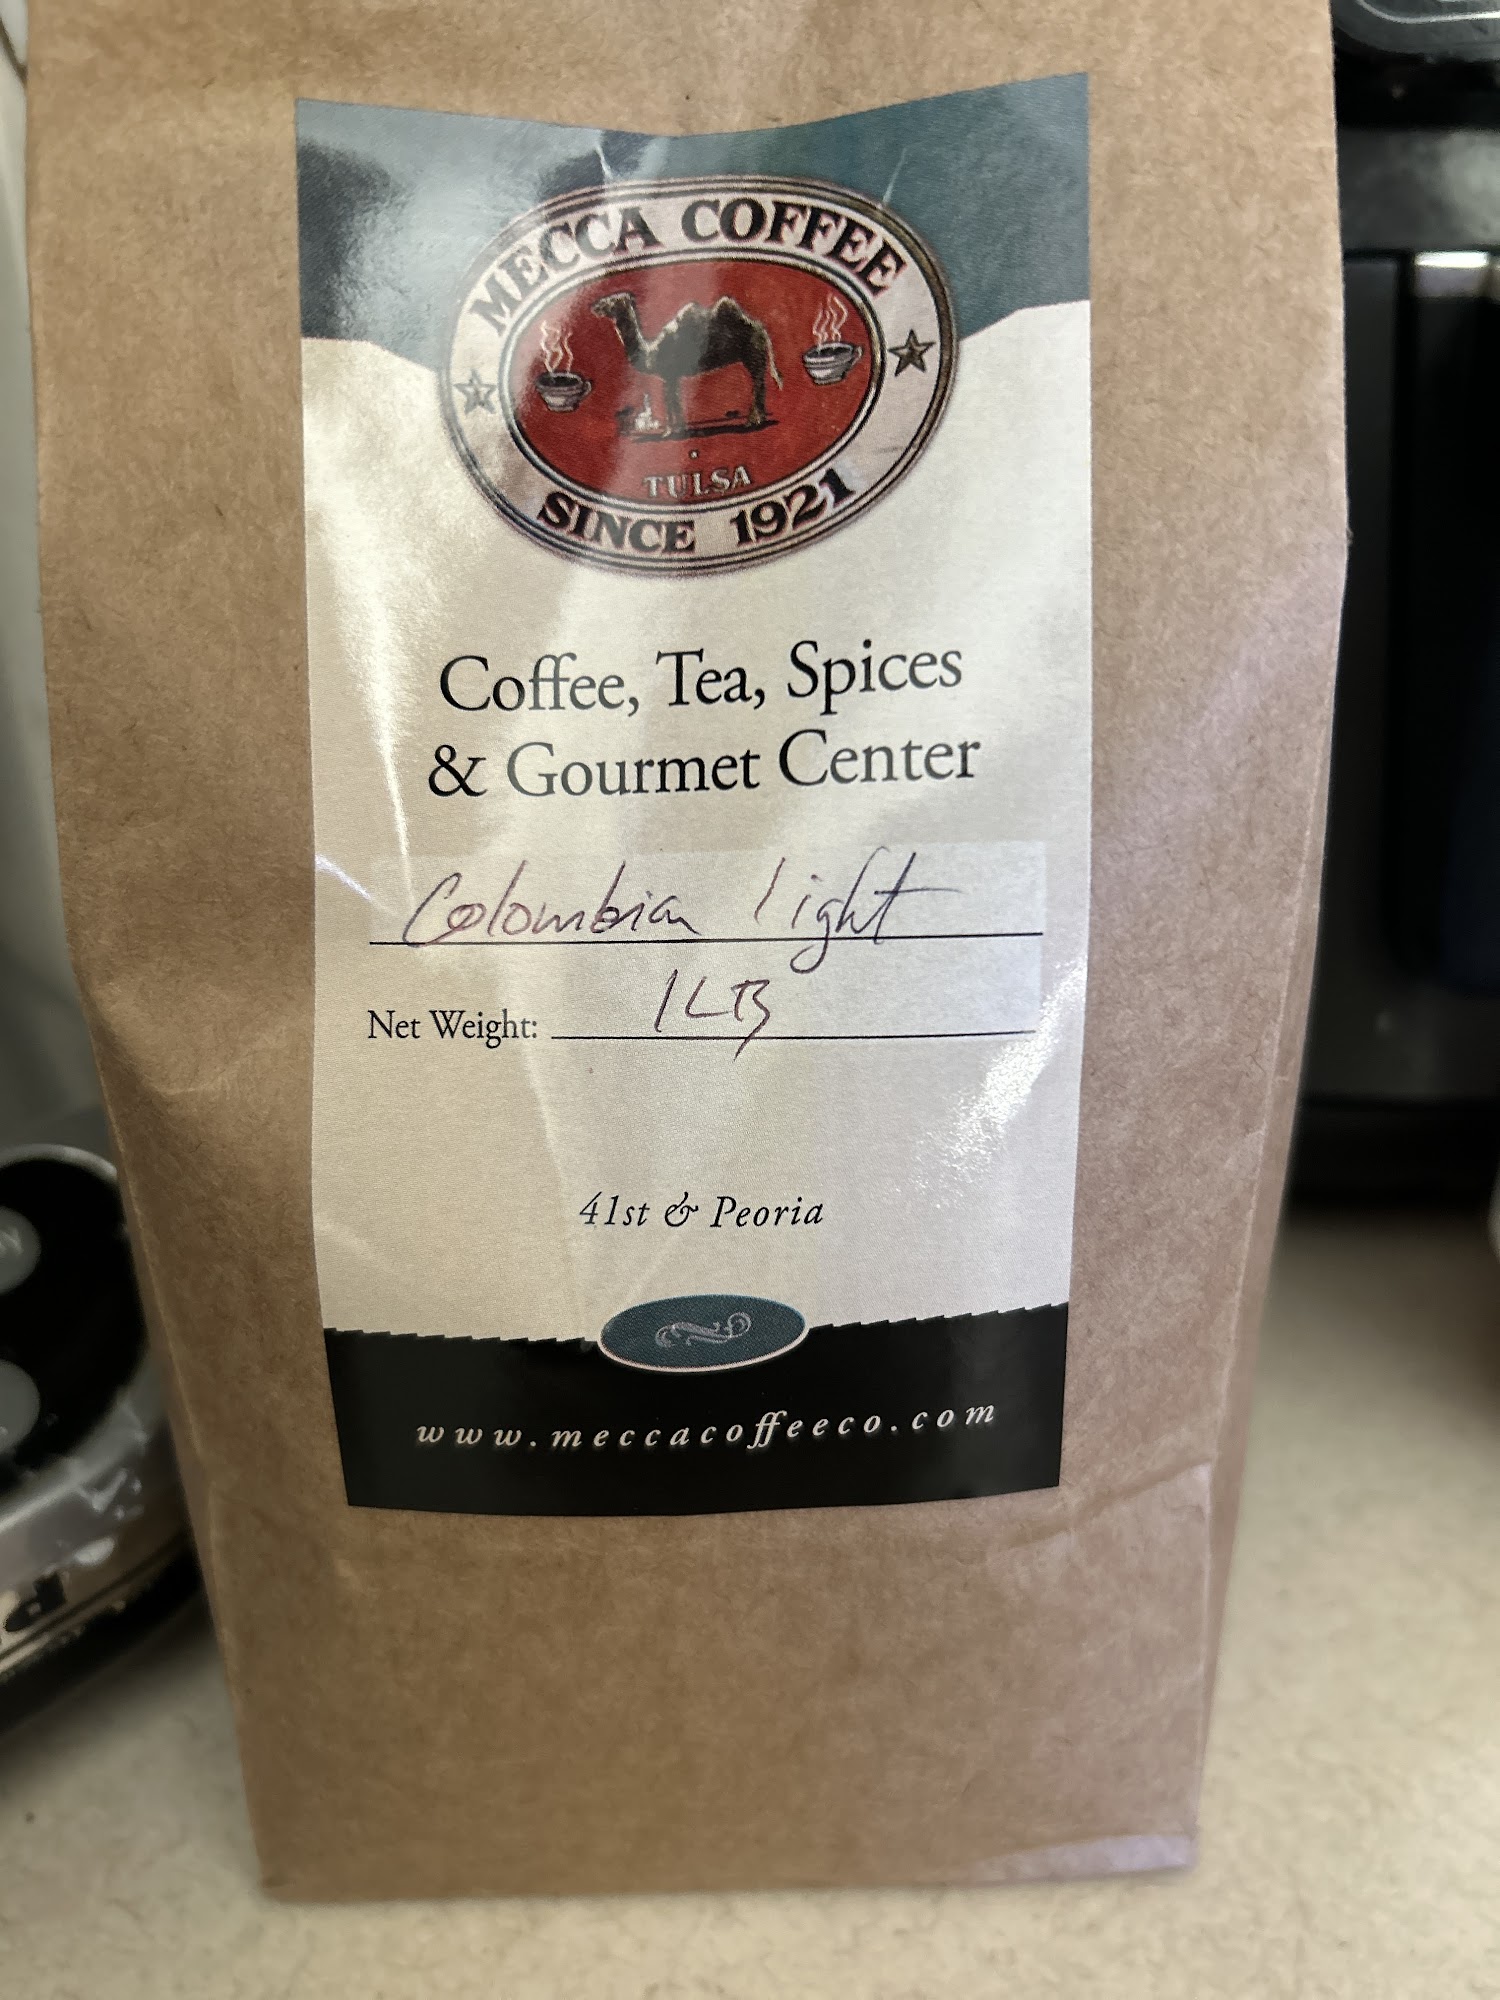 MECCA COFFEE
TULSA
SINCE 1921
Coffee, Tea, Spices
& Gourmet Center
Colombian light
Net Weight: 1LB
41st & Peoria
www.meccacoffeeco.com